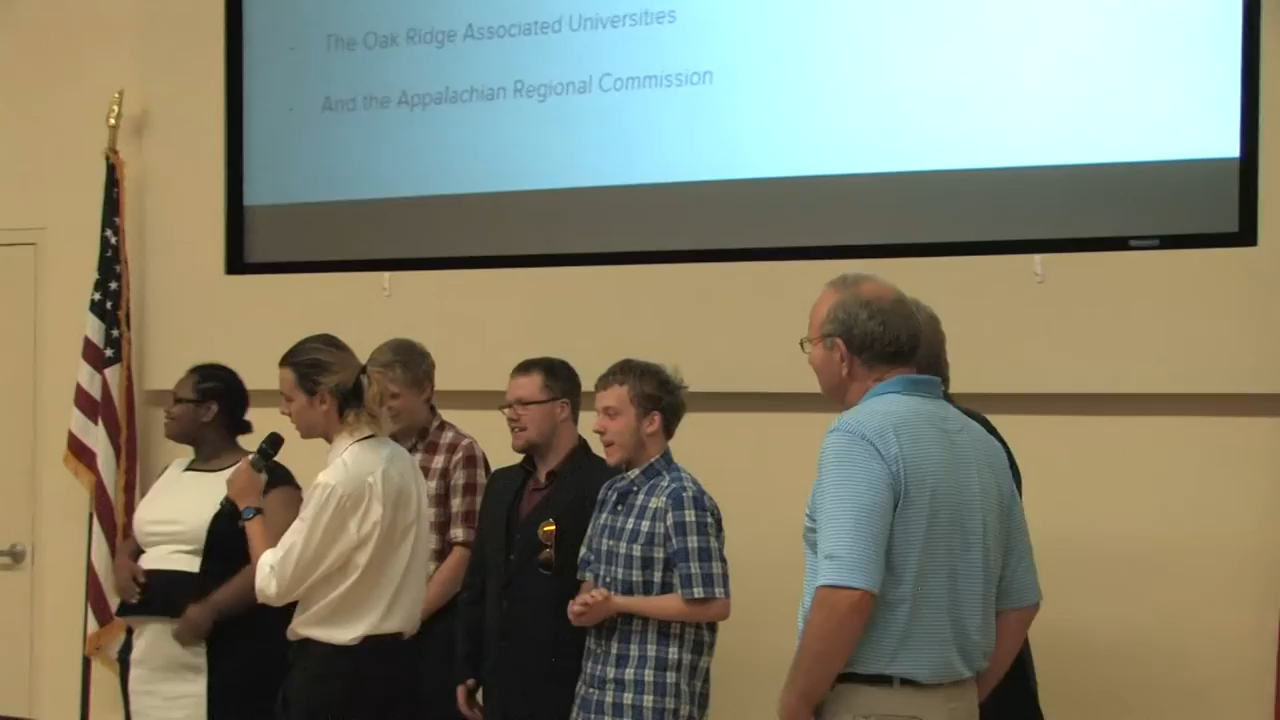 - The Oak Ridge Associated Universities
- And the Appalachian Regional Commission